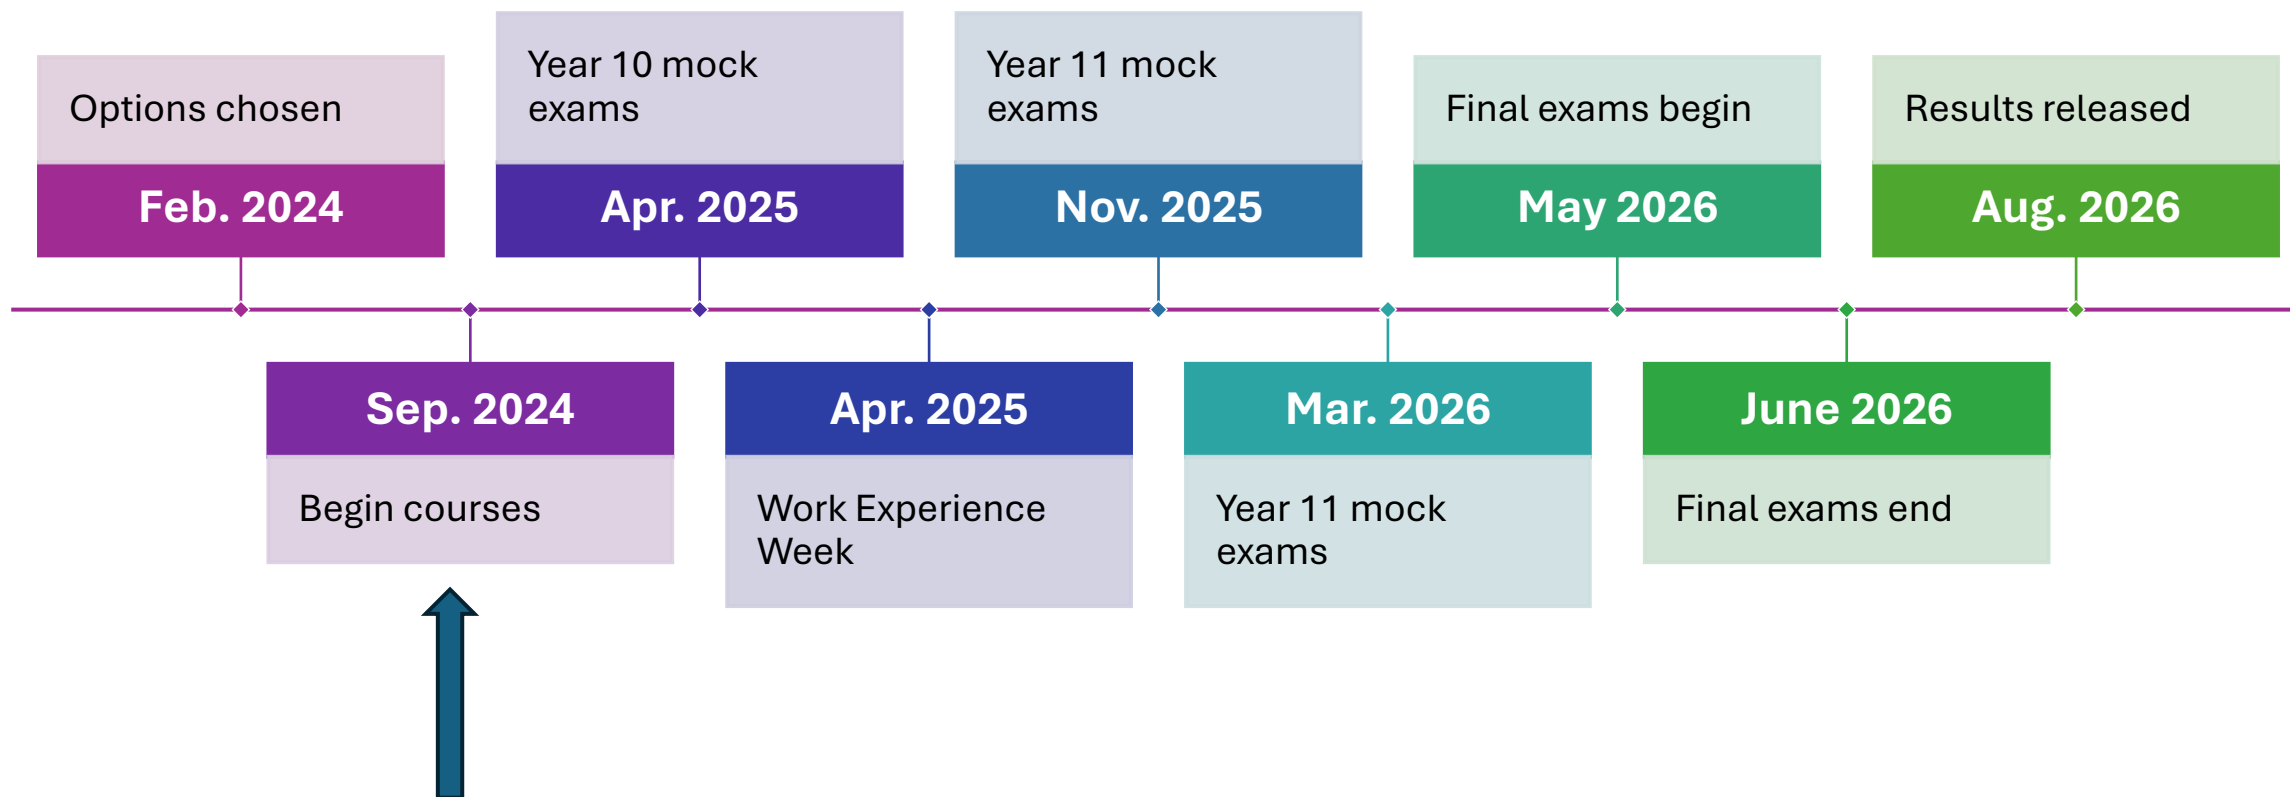 Options chosen
Feb. 2024
Sep. 2024
Begin courses
Year 10 mock
exams
Apr. 2025
Apr. 2025
Work Experience
Week
Year 11 mock
exams
Nov. 2025
Mar. 2026
Year 11 mock
exams
Final exams begin
May 2026
June 2026
Final exams end
Results released
Aug. 2026